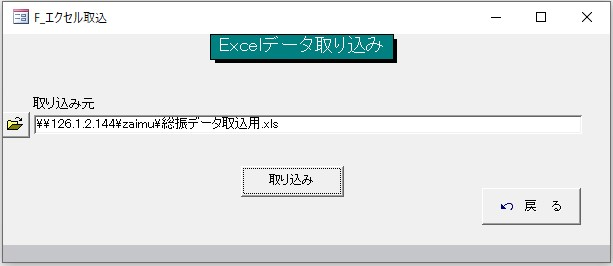 F_エクセル取込
Excelデータ取り込み
取り込み元
¥¥126.1.2.144¥zaimu¥総振データ取込用.xls
取り込み
戻 る